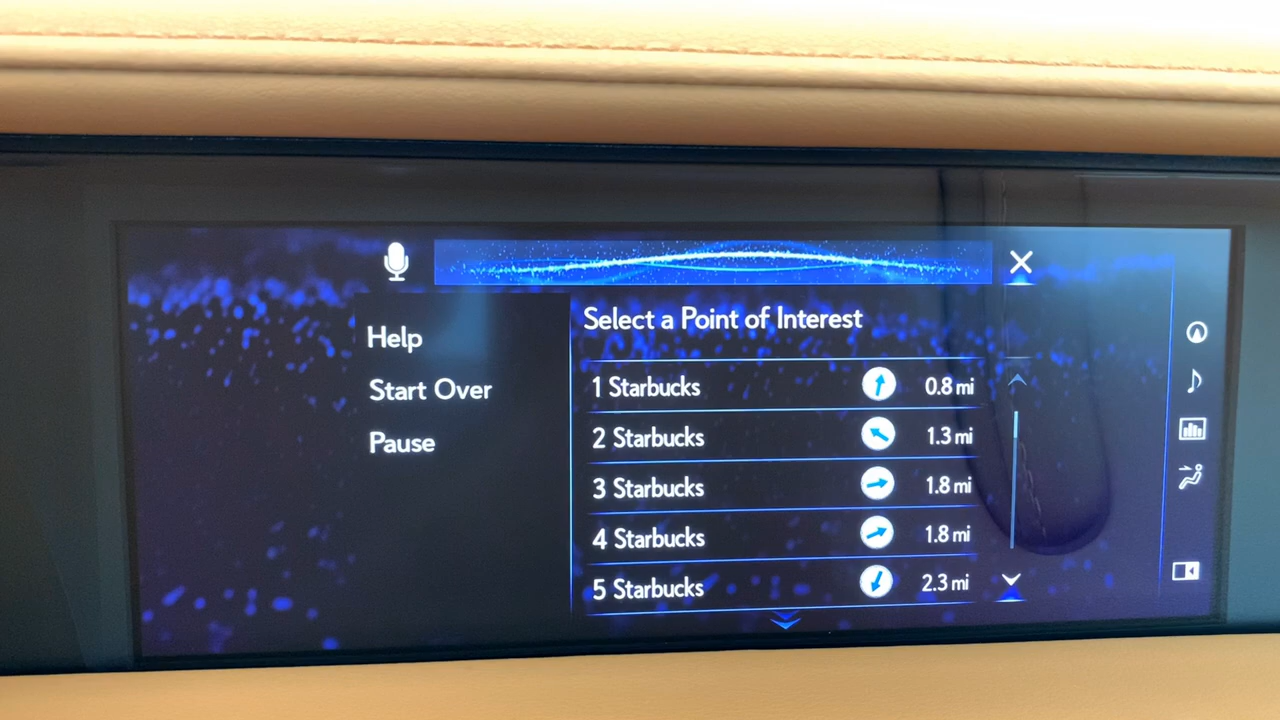 Select a Point of Interest
Help
Start Over
Pause
1 Starbucks 0.8 mi
2 Starbucks 1.3 mi
3 Starbucks 1.8 mi
4 Starbucks 1.8 mi
5 Starbucks 2.3 mi